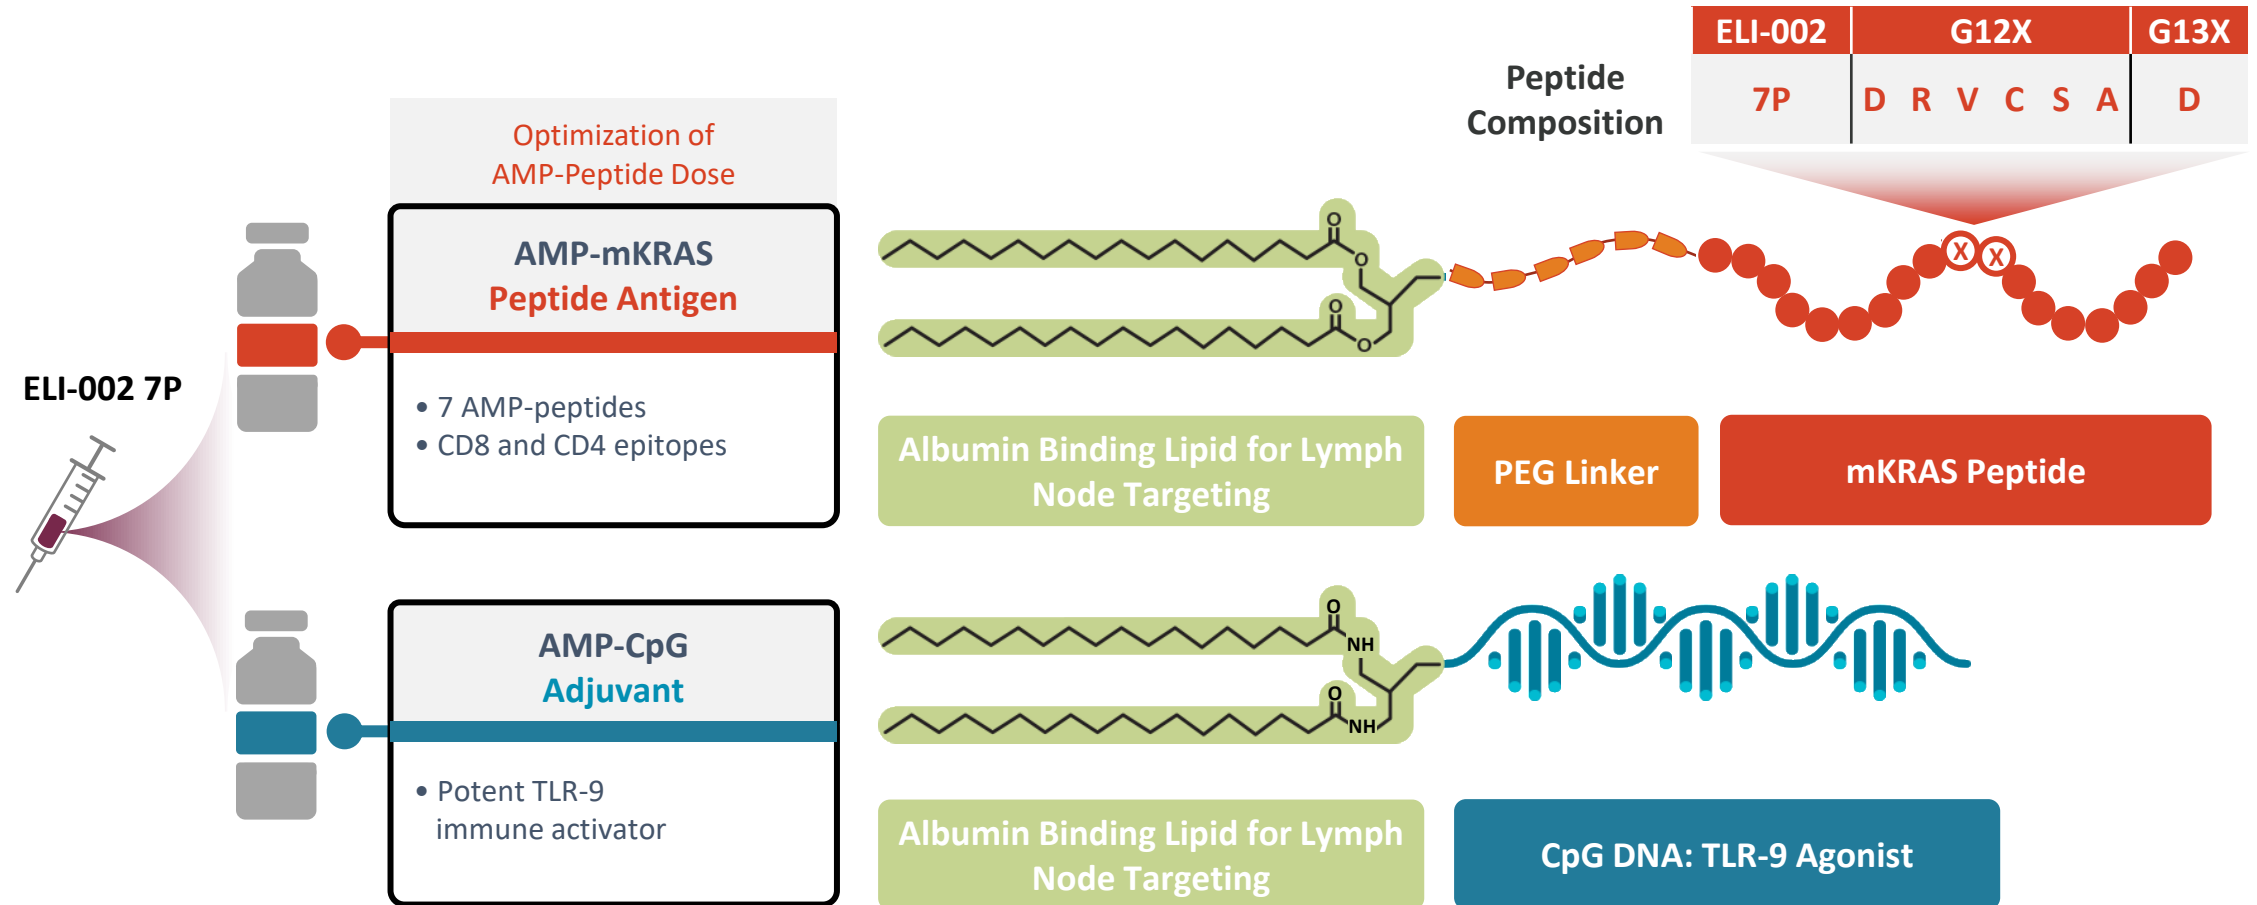 ELI-002 G12X G13X
Peptide
Composition
7P D R V C S A D
Optimization of
AMP-Peptide Dose
AMP-mKRAS
Peptide Antigen
• 7 AMP-peptides
• CD8 and CD4 epitopes
O
O
O
O
X X
ELI-002 7P
Albumin Binding Lipid for Lymph
Node Targeting
PEG Linker
mKRAS Peptide
AMP-CpG
Adjuvant
• Potent TLR-9
immune activator
O
NH
O
NH
Albumin Binding Lipid for Lymph
Node Targeting
CpG DNA: TLR-9 Agonist